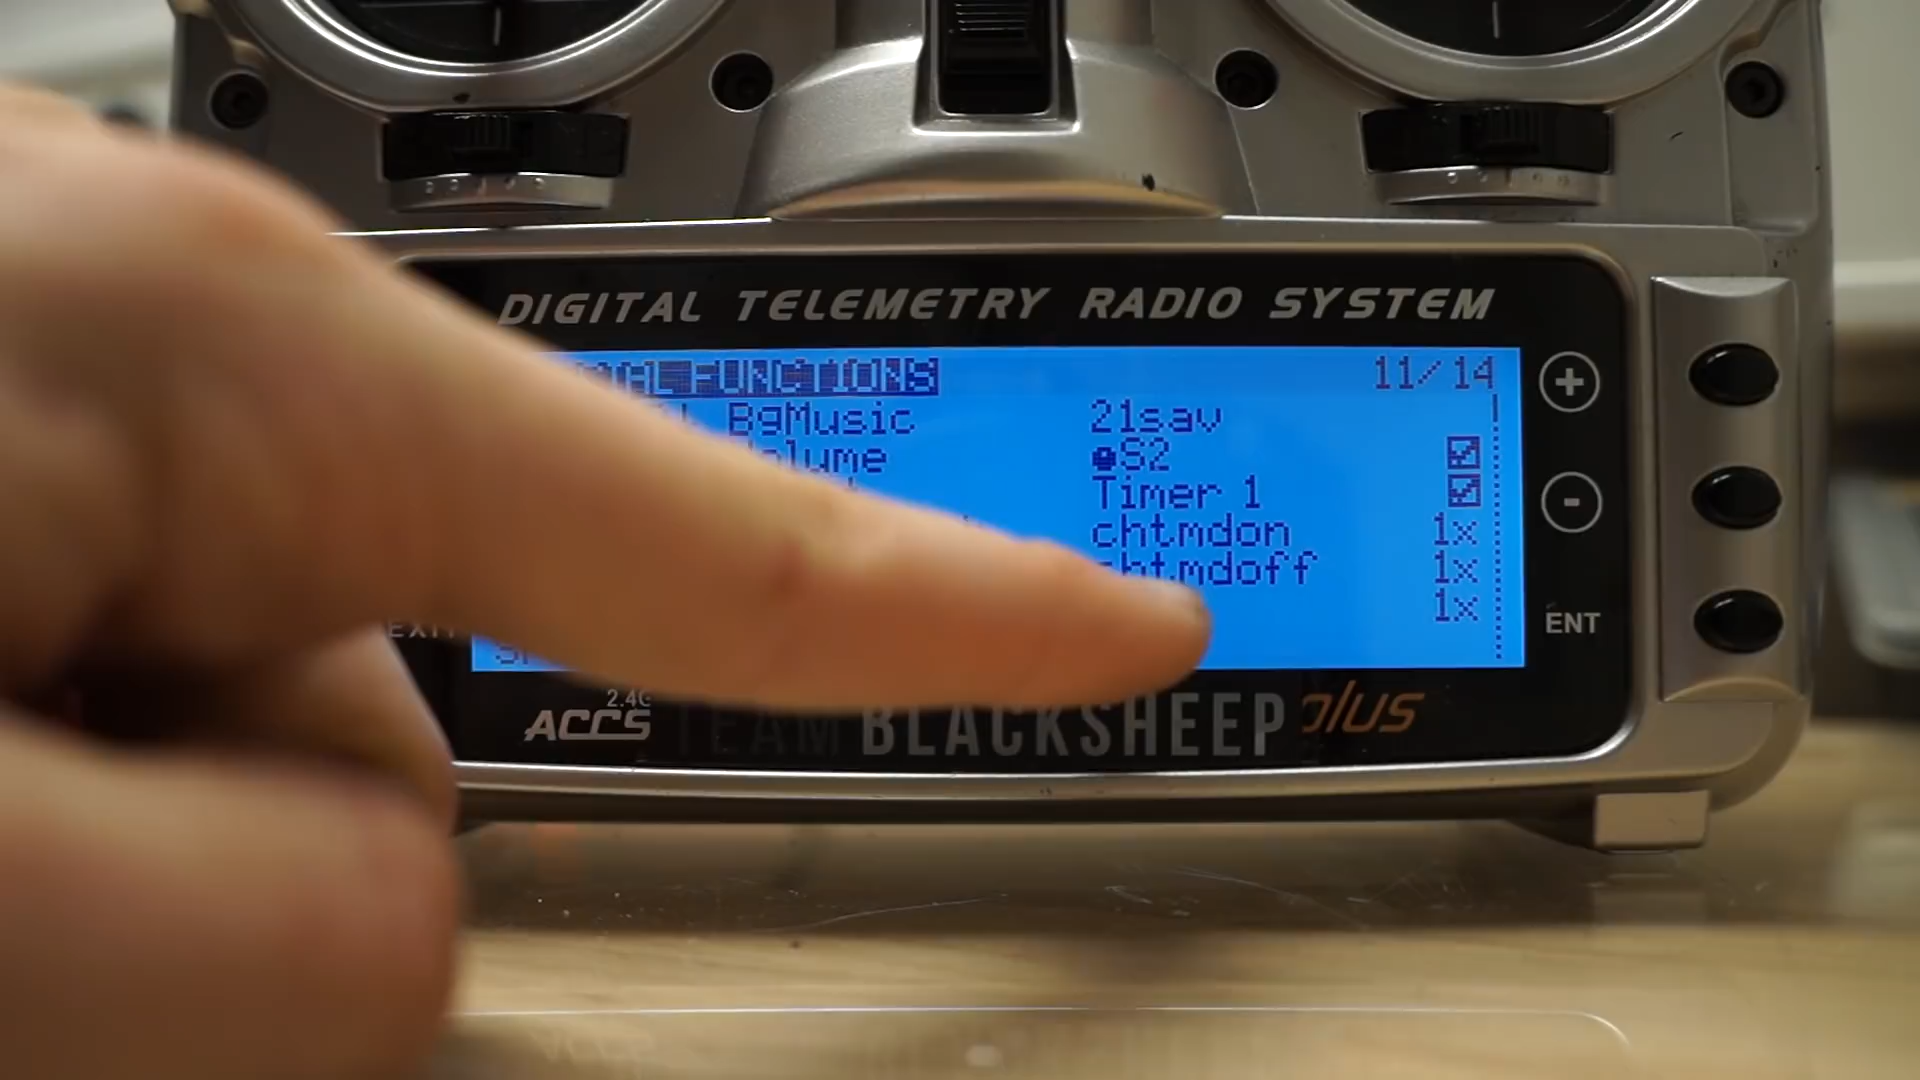 DIGITAL TELEMETRY RADIO SYSTEM
FUNCTIONS 11/14
BgMusic 21sav
S2
Timer 1
chtmdon 1x
chtmdoff 1x
1x
+
-
ENT
EXIT
2.4G
ACCS
TEAM BLACKSHEEP plus